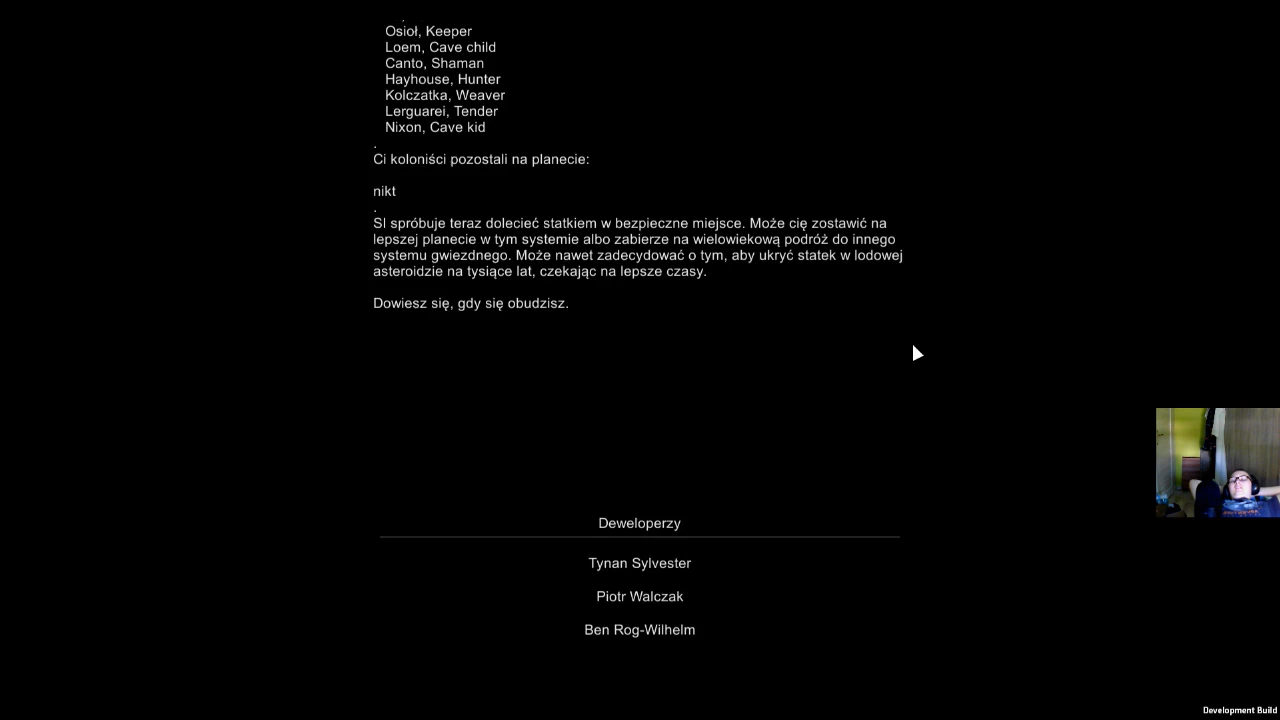 Osioł, Keeper
Loem, Cave child
Canto, Shaman
Hayhouse, Hunter
Kolczatka, Weaver
Lerguarei, Tender
Nixon, Cave kid
.
Ci koloniści pozostali na planecie:
nikt
.
SI spróbuje teraz dolecieć statkiem w bezpieczne miejsce. Może cię zostawić na
lepszej planecie w tym systemie albo zabierze na wielowiekową podróż do innego
systemu gwiezdnego. Może nawet zadecydować o tym, aby ukryć statek w lodowej
asteroidzie na tysiące lat, czekając na lepsze czasy.
Dowiesz się, gdy się obudzisz.
Deweloperzy
Tynan Sylvester
Piotr Walczak
Ben Rog-Wilhelm
Development Build